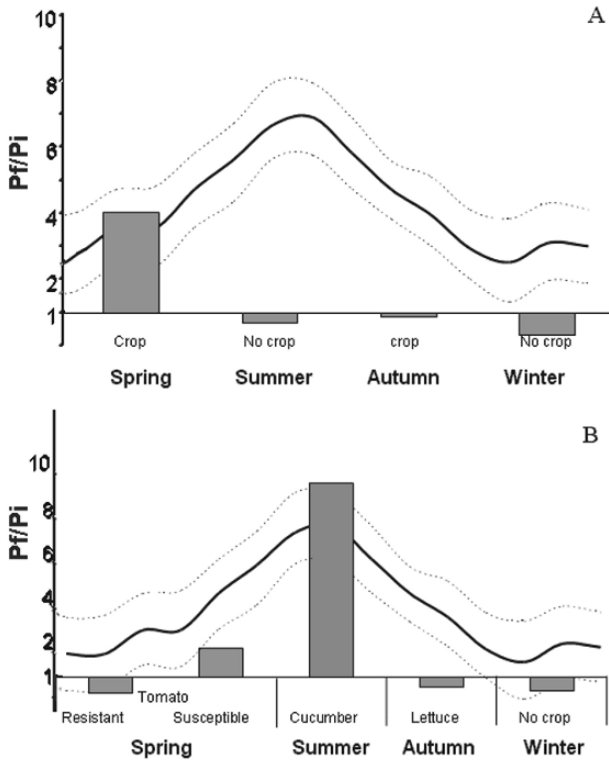 A
10
8
6
4
2
1
Pf/Pi
Crop No crop crop No crop
Spring Summer Autumn Winter
B
10
8
6
4
2
1
Pf/Pi
Tomato
Resistant Susceptible Cucumber Lettuce No crop
Spring Summer Autumn Winter